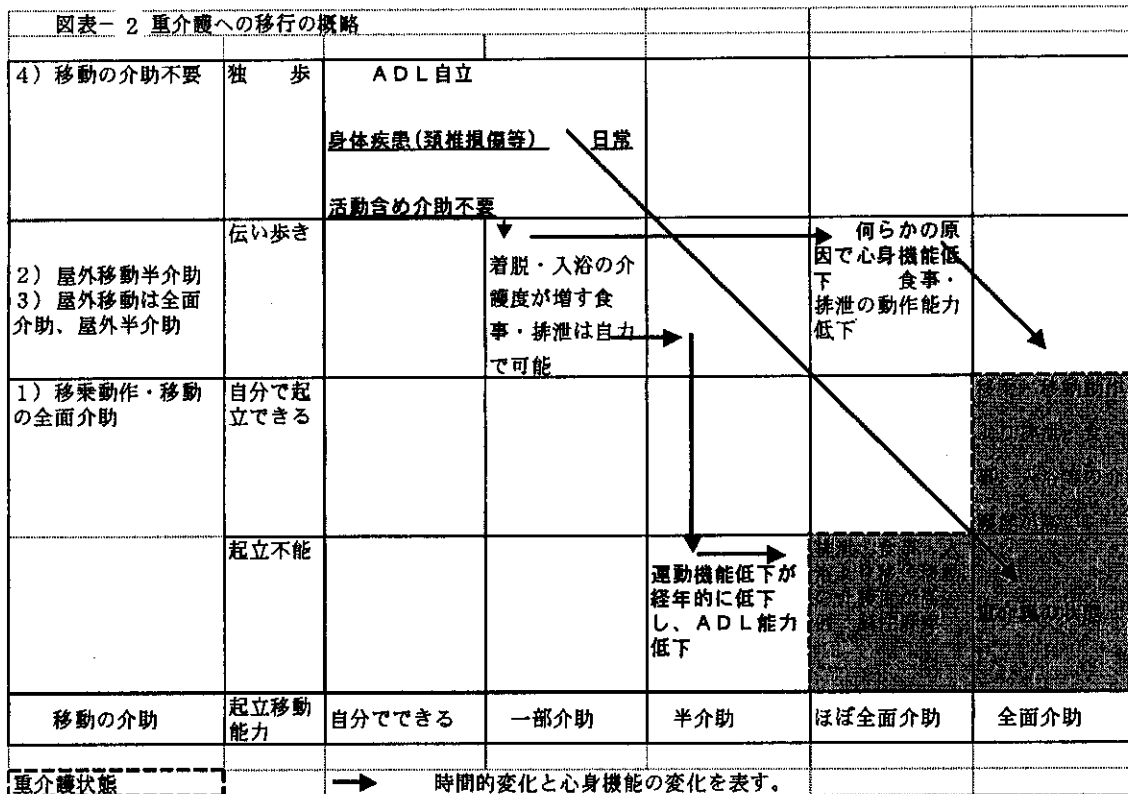 図表－２ 重介護への移行の概略
4）移動の介助不要
独　歩
ＡＤＬ自立
身体疾患(頚椎損傷等)　日常
活動含め介助不要
2）屋外移動半介助
3）屋外移動は全面
介助、屋外半介助
伝い歩き
着脱・入浴の介
護度が増す食
事・排泄は自力
で可能
何らかの原
因で心身機能低
下　食事・
排泄の動作能力
低下
1）移乗動作・移動
の全面介助
自分で起
立できる
起立不能
運動機能低下が
経年的に低下
し、ＡＤＬ能力
低下
移動の介助
起立移動
能力
自分でできる
一部介助
半介助
ほぼ全面介助
全面介助
重介護状態
時間的変化と心身機能の変化を表す。